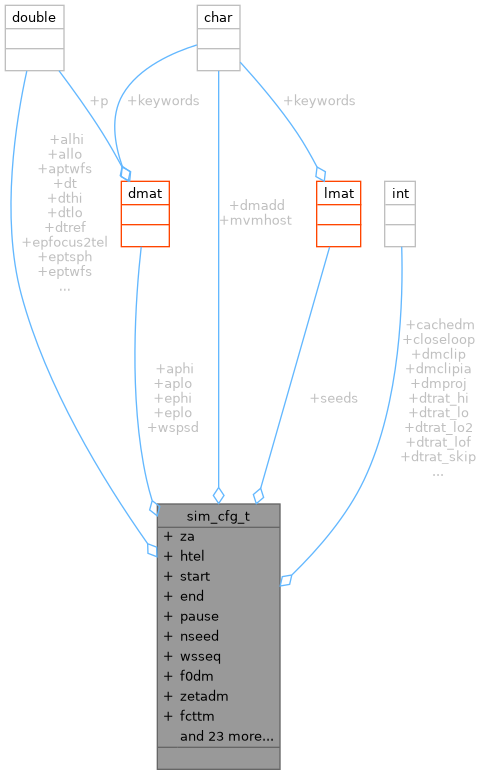 double
char
+p
+keywords
+keywords
+alhi
+allo
+aptwfs
+dt
+dthi
+dtlo
+dtref
+epfocus2tel
+eptsph
+eptwfs
...
dmat
lmat
int
+dmadd
+mvmhost
+aphi
+aplo
+ephi
+eplo
+wspsd
+seeds
+cachedm
+closeloop
+dmclip
+dmclipia
+dmproj
+dtrat_hi
+dtrat_lo
+dtrat_lo2
+dtrat_lof
+dtrat_skip
...
sim_cfg_t
+ za
+ htel
+ start
+ end
+ pause
+ nseed
+ wsseq
+ f0dm
+ zetadm
+ fcttm
and 23 more...